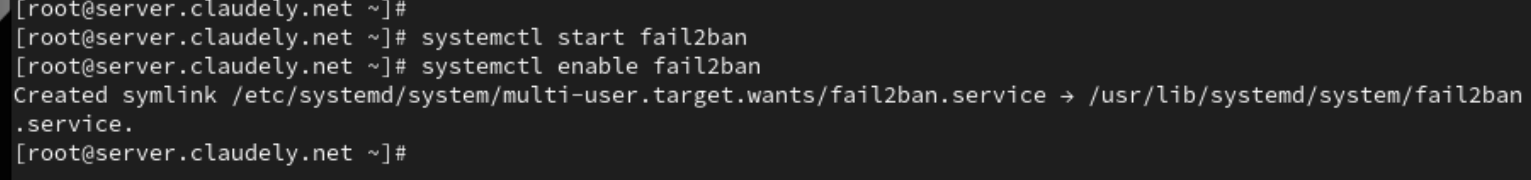 [root@server.claudely.net ~]#
[root@server.claudely.net ~]# systemctl start fail2ban
[root@server.claudely.net ~]# systemctl enable fail2ban
Created symlink /etc/systemd/system/multi-user.target.wants/fail2ban.service → /usr/lib/systemd/system/fail2ban
.service.
[root@server.claudely.net ~]#